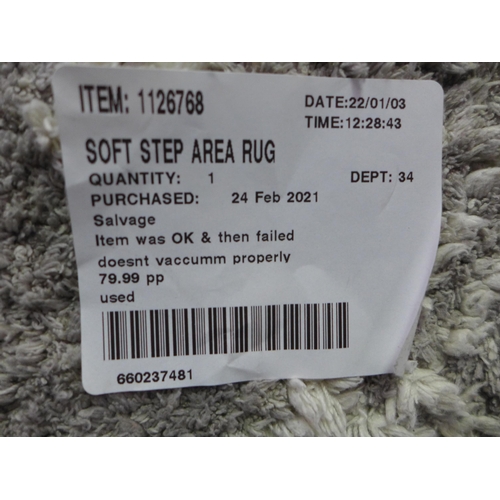 ITEM: 1126768
DATE:22/01/03
TIME:12:28:43
SOFT STEP AREA RUG
QUANTITY: 1 DEPT: 34
PURCHASED: 24 Feb 2021
Salvage
Item was OK & then failed
doesnt vaccumm properly
79.99 pp
used
660237481